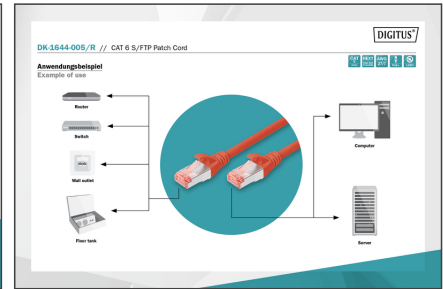 DIGITUS®
DK-1644-005/R // CAT 6 S/FTP Patch Cord
Anwendungsbeispiel
Example of use
Router
Switch
Wall outlet
Floor tank
Computer
Server